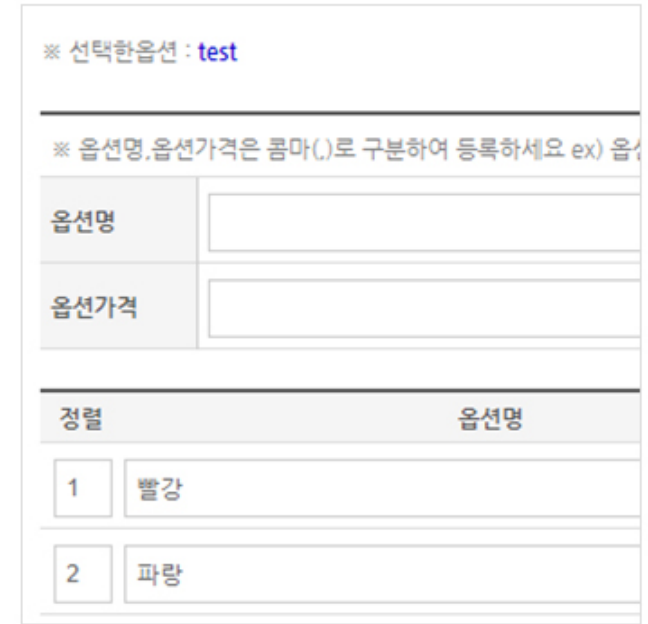 ※ 선택한옵션 : test
※ 옵션명,옵션가격은 콤마(,)로 구분하여 등록하세요 ex)
옵션명
옵션가격
정렬 옵션명
1 빨강
2 파랑